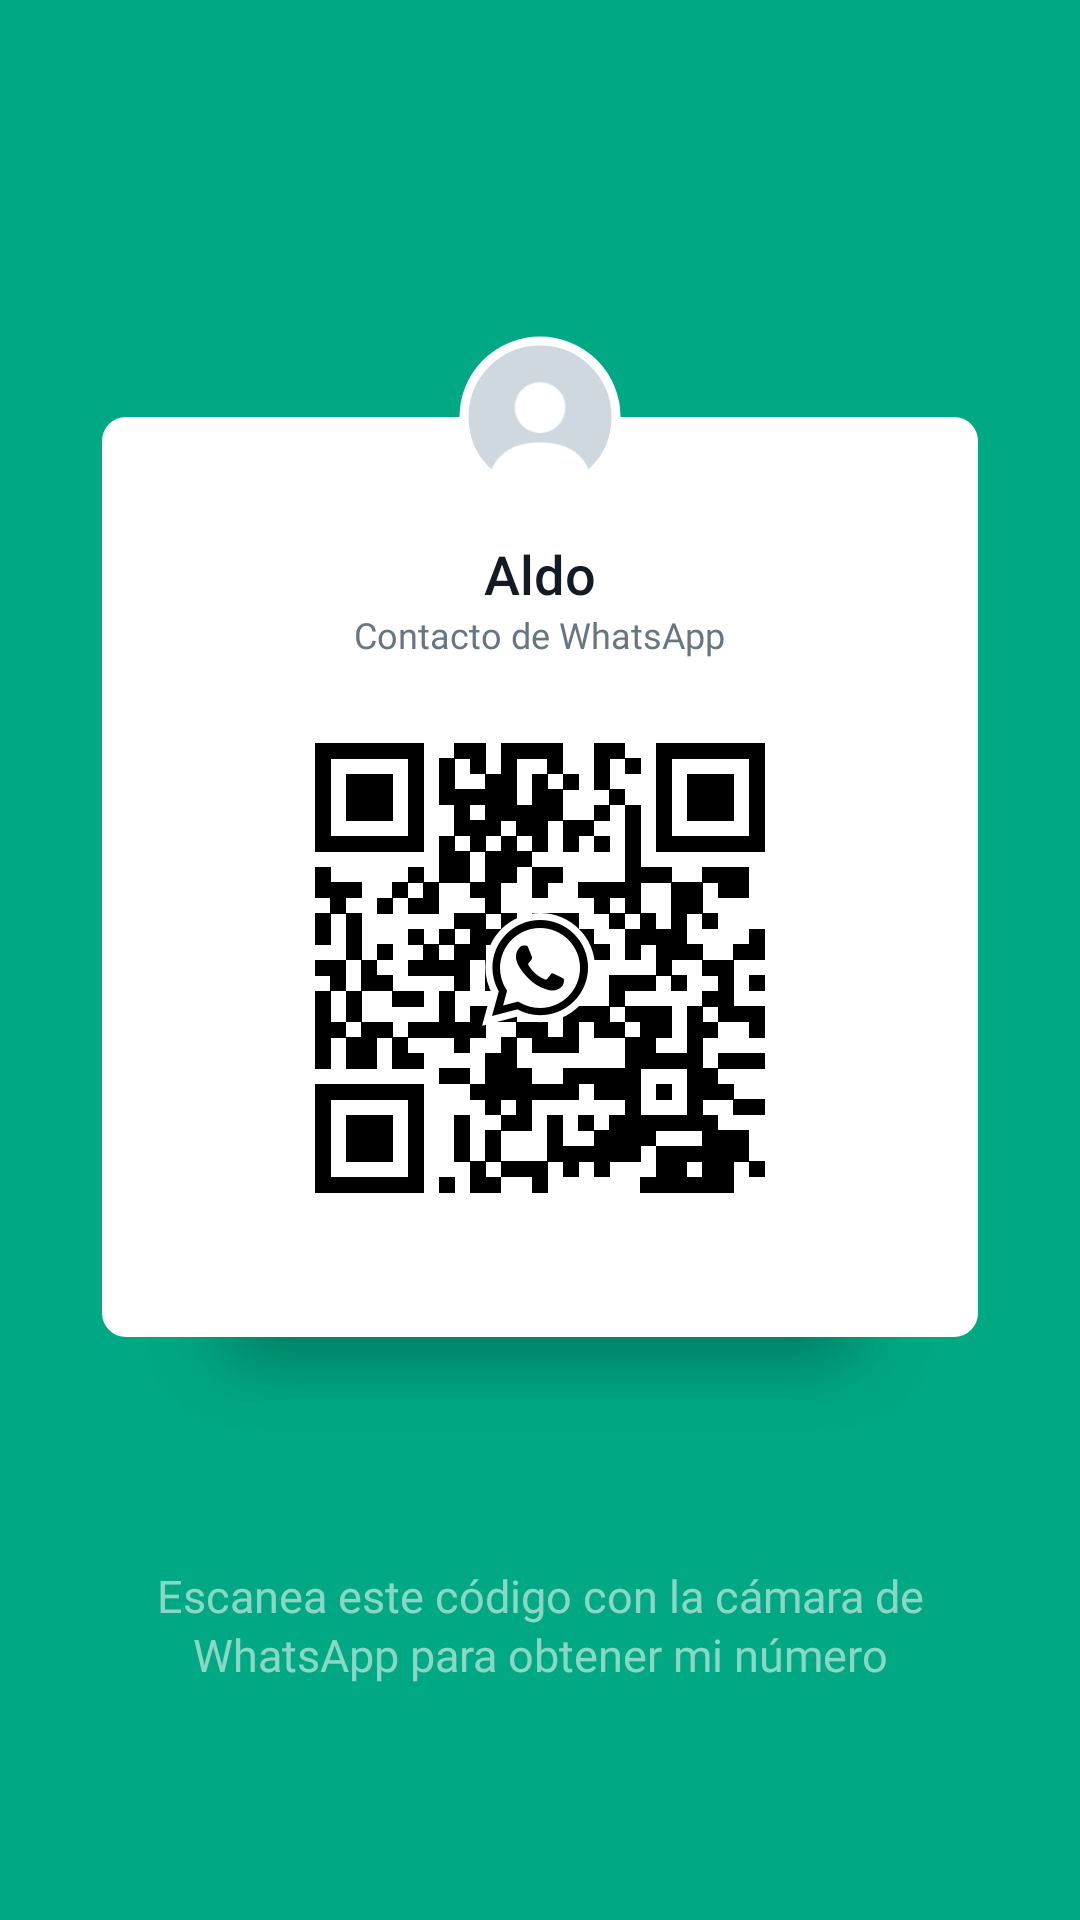 Aldo
Contacto de WhatsApp
Escanea este código con la cámara de
WhatsApp para obtener mi número